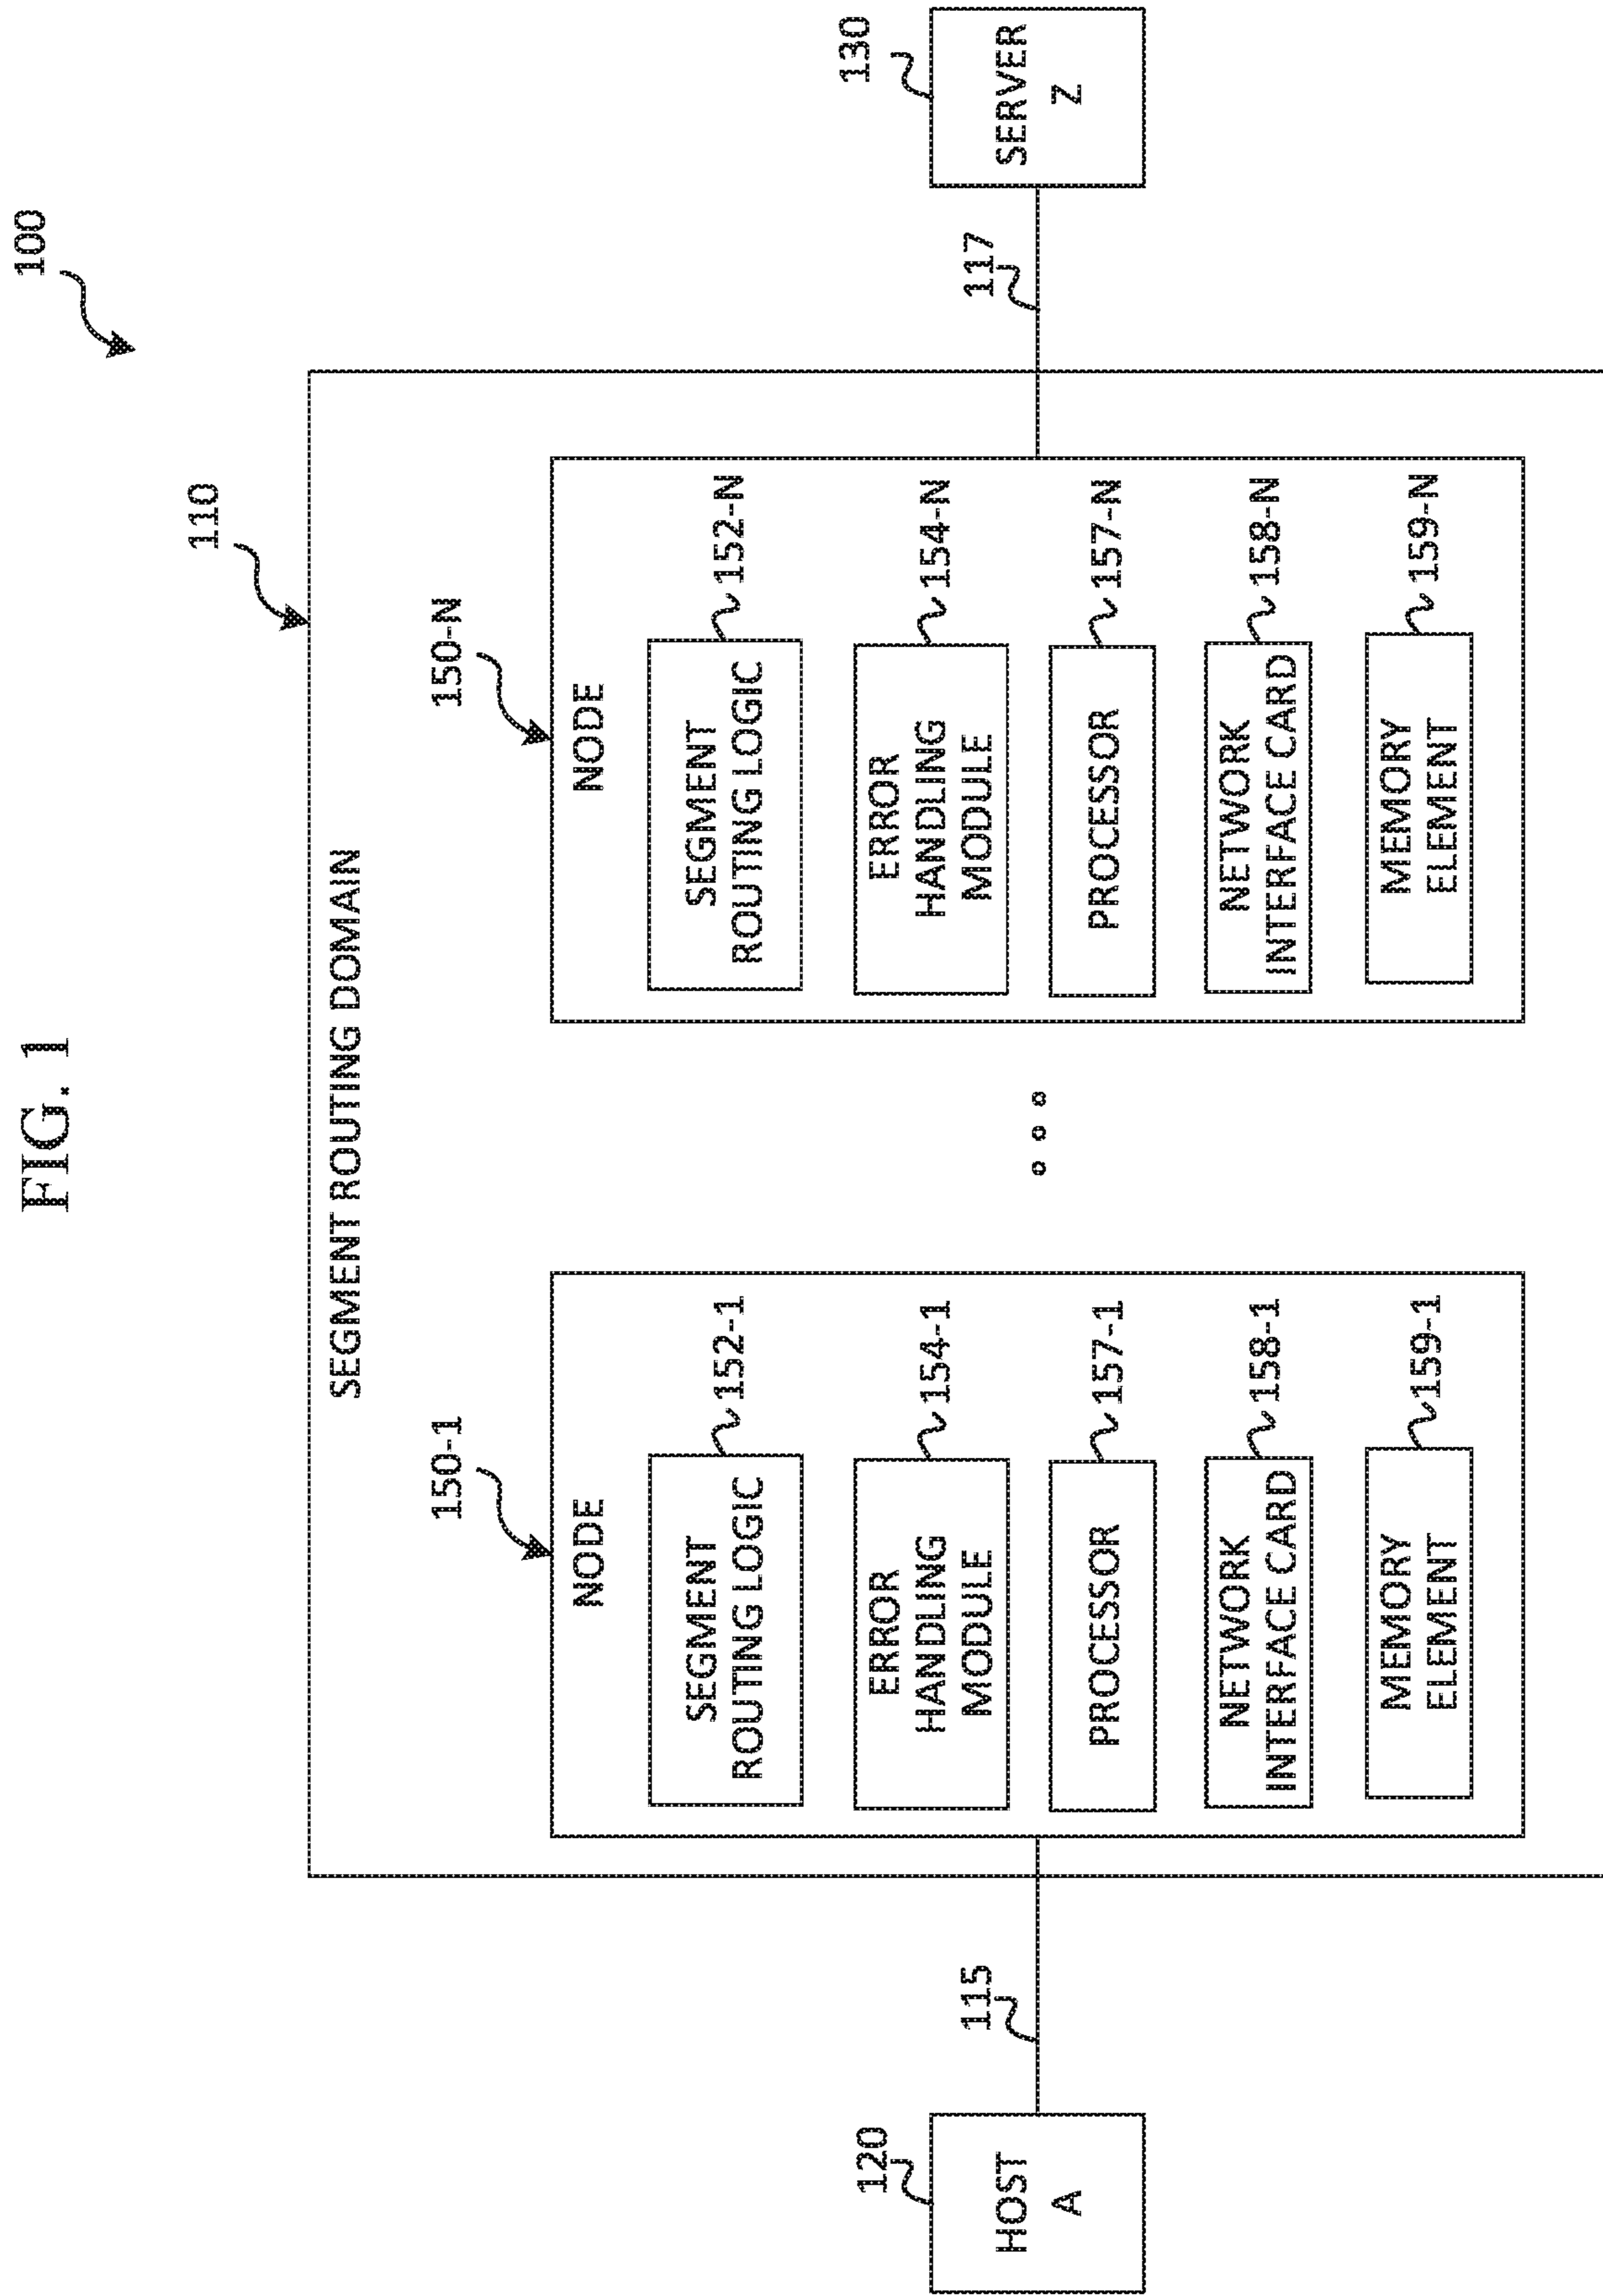 FIG. 1
100
110
SEGMENT ROUTING DOMAIN
150-1
NODE
SEGMENT
ROUTING LOGIC
152-1
ERROR
HANDLING
MODULE
154-1
PROCESSOR
157-1
NETWORK
INTERFACE CARD
158-1
MEMORY
ELEMENT
159-1
150-N
NODE
SEGMENT
ROUTING LOGIC
152-N
ERROR
HANDLING
MODULE
154-N
PROCESSOR
157-N
NETWORK
INTERFACE CARD
158-N
MEMORY
ELEMENT
159-N
120
HOST
A
115
117
130
SERVER
Z